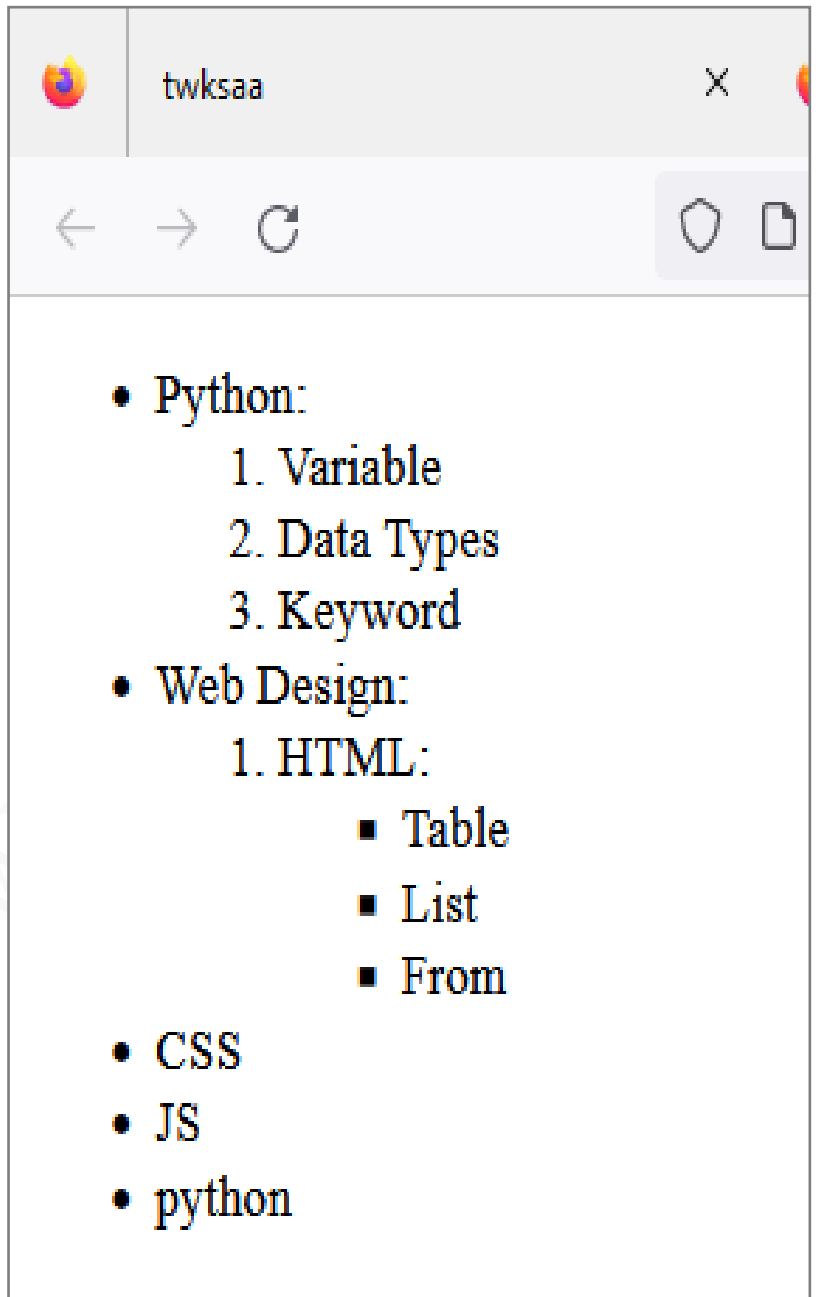 twksaa
• Python:
1. Variable
2. Data Types
3. Keyword
• Web Design:
1. HTML:
▪ Table
▪ List
▪ From
• CSS
• JS
• python